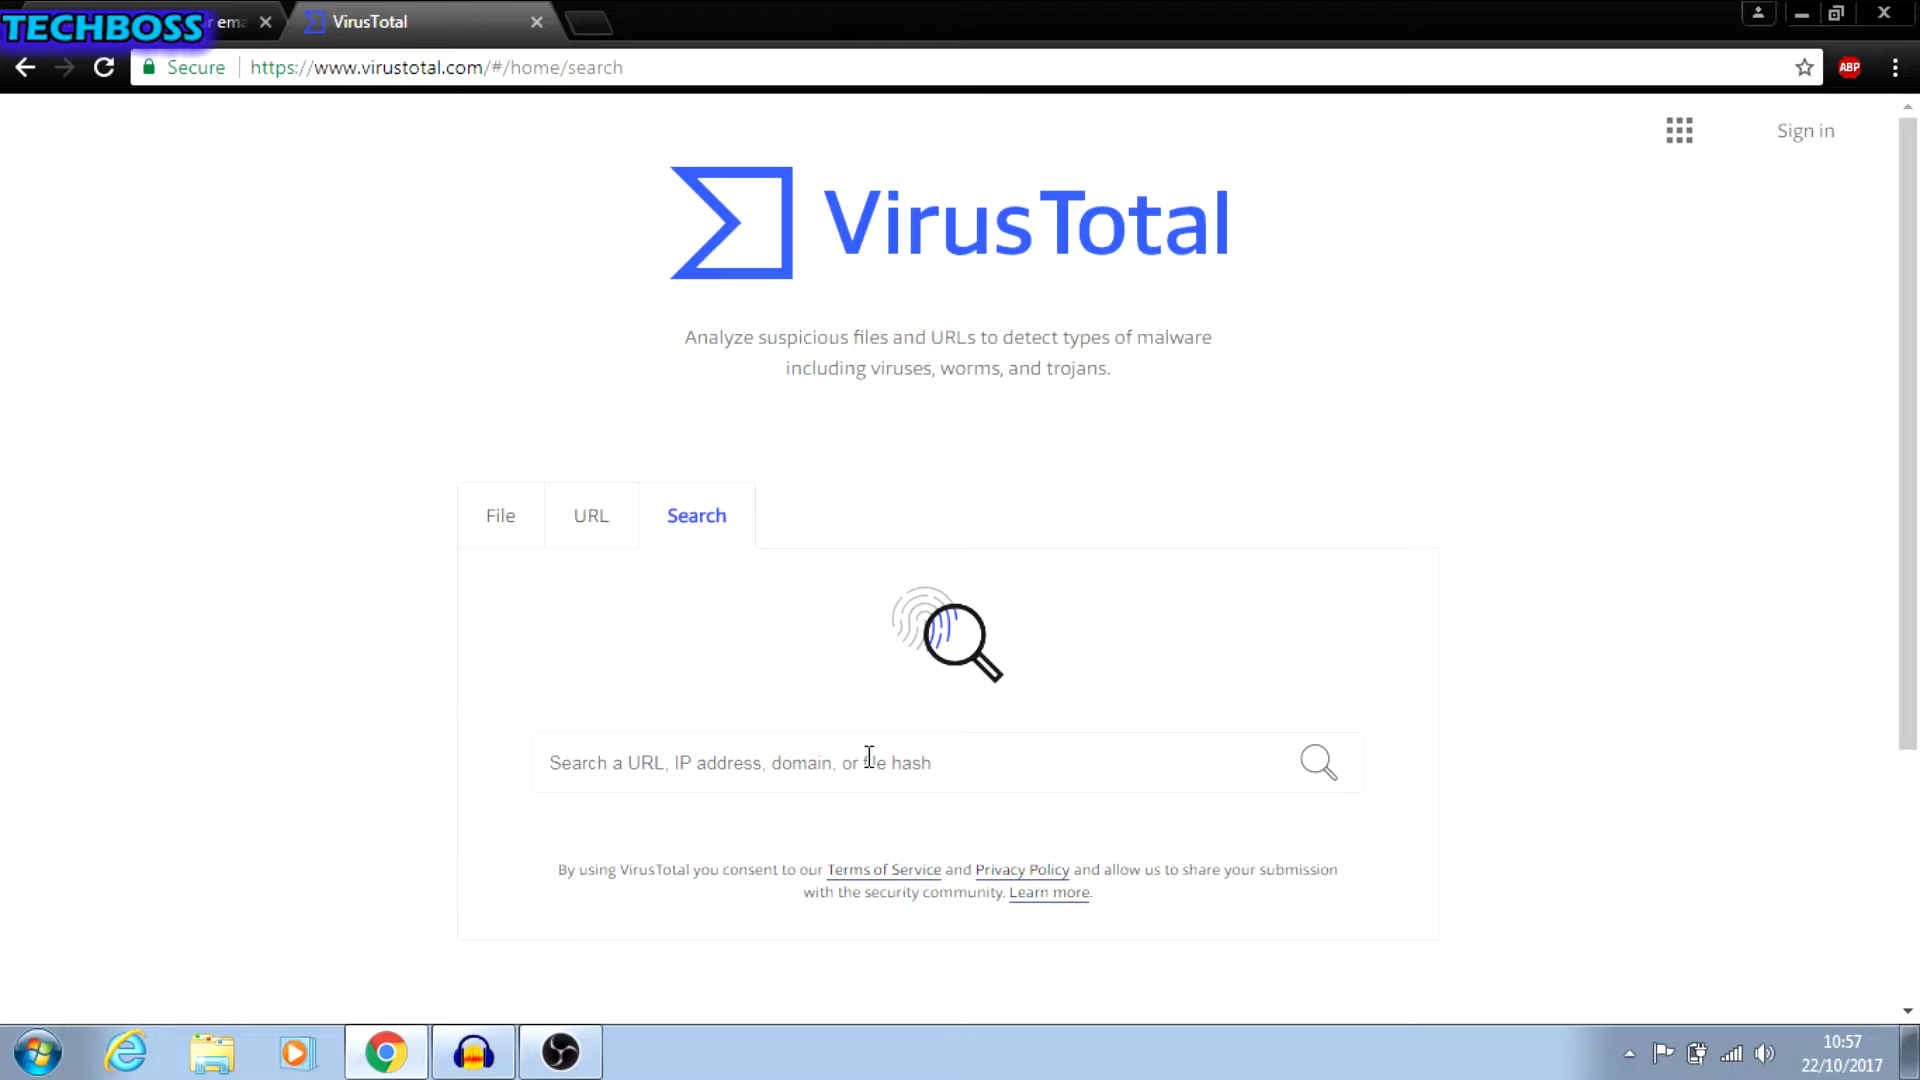 TECHBOSS
r ema
VirusTotal
Secure
https://www.virustotal.com/#/home/search
ABP
Sign in
VirusTotal
Analyze suspicious files and URLs to detect types of malware
including viruses, worms, and trojans.
File
URL
Search
Search a URL, IP address, domain, or file hash
By using VirusTotal you consent to our Terms of Service and Privacy Policy and allow us to share your submission
with the security community. Learn more.
10:57
22/10/2017